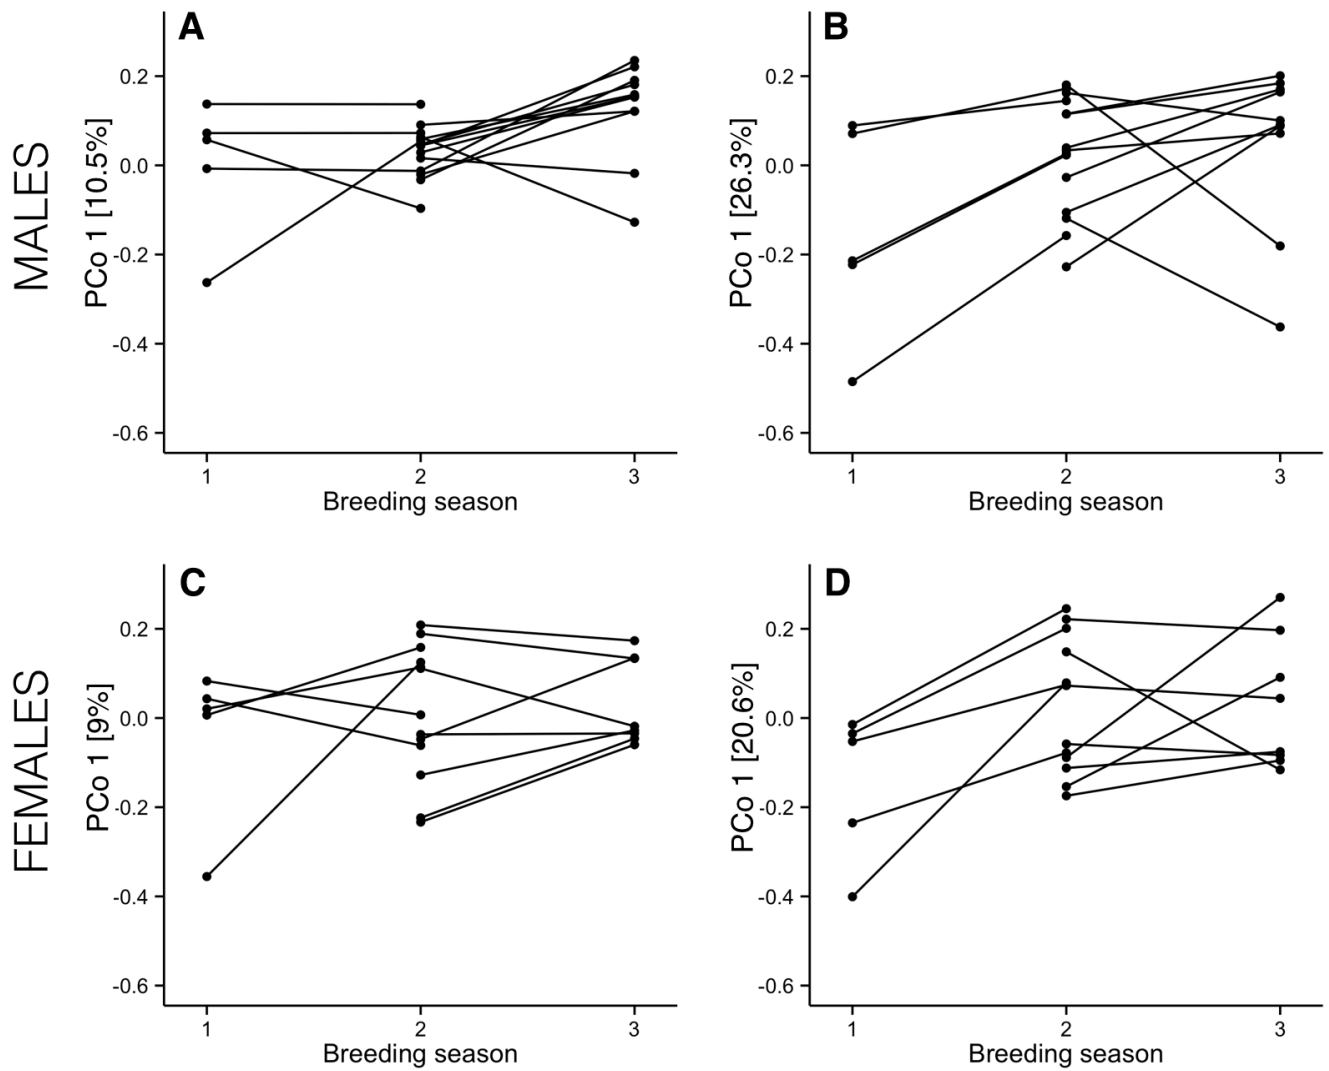 MALES
A
PCo 1 [10.5%]
0.2
0.0
-0.2
-0.4
-0.6
1 2 3
Breeding season
B
PCo 1 [26.3%]
0.2
0.0
-0.2
-0.4
-0.6
1 2 3
Breeding season
FEMALES
C
PCo 1 [9%]
0.2
0.0
-0.2
-0.4
-0.6
1 2 3
Breeding season
D
PCo 1 [20.6%]
0.2
0.0
-0.2
-0.4
-0.6
1 2 3
Breeding season